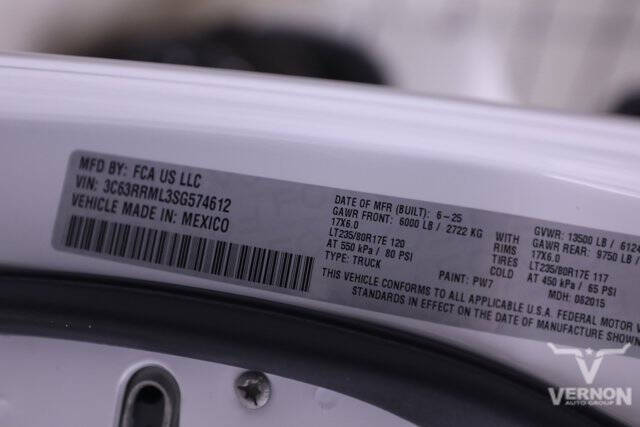 MFD BY: FCA US LLC
VIN: 3C63RRML3SG574612
VEHICLE MADE IN: MEXICO
DATE OF MFR (BUILT): 6-25
GAWR FRONT: 6000 LB / 2722 KG
17X6.0
LT235/80R17E 120
AT 550 kPa / 80 PSI
TYPE: TRUCK
PAINT: PW7
WITH
RIMS
TIRES
COLD
GVWR: 13500 LB / 6124
GAWR REAR: 9750 LB /
17X6.0
LT235/80R17E 117
AT 450 kPa / 65 PSI
MDH: 082015
THIS VEHICLE CONFORMS TO ALL APPLICABLE U.S.A. FEDERAL MOTOR
STANDARDS IN EFFECT ON THE DATE OF MANUFACTURE SHOWN
VERNON
AUTO GROUP